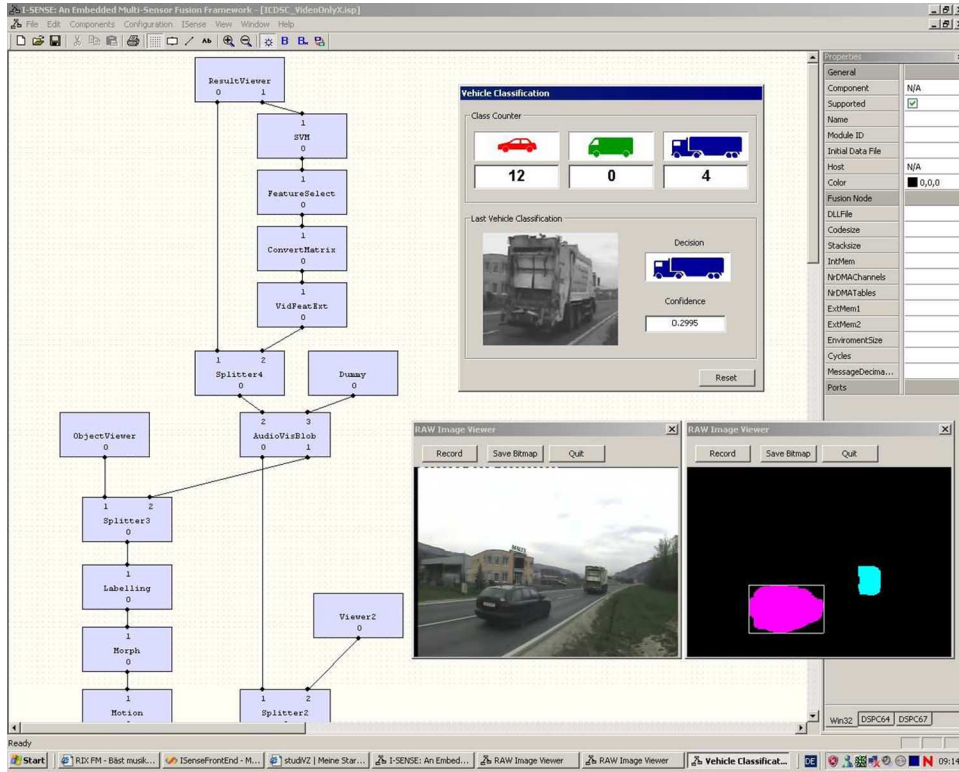 I-SENSE: An Embedded Multi-Sensor Fusion Framework - [ICDSC_VideoOnlyX.isp]
File Edit Components Configuration ISense View Window Help
Ab B B
ResultViewer
0 1
1
SVM
0
1
FeatureSelect
0
1
ConvertMatrix
0
1
VidFeatExt
0
1 2
Splitter4
0
Dummy
0
2 3
AudioVisBlob
0 1
ObjectViewer
0
1 2
Splitter3
0
1
Labelling
0
1
Morph
0
1
Motion
Viewer2
0
1 2
Splitter2
Vehicle Classification
Class Counter
12 0 4
Last Vehicle Classification
Decision
Confidence
0.2995
Reset
RAW Image Viewer
Record Save Bitmap Quit
RAW Image Viewer
Record Save Bitmap Quit
Properties
General
Component N/A
Supported
Name
Module ID
Initial Data File
Host N/A
Color 0,0,0
Fusion Node
DLLFile
Codesize
Stacksize
IntMem
NrDMAChannels
NrDMATables
ExtMem1
ExtMem2
EnviromentSize
Cycles
MessageDecima...
Ports
Win32 DSPC64 DSPC67
Ready
Start RIX FM - Bäst musik... ISenseFrontEnd - M... studiVZ | Meine Star... I-SENSE: An Embed... RAW Image Viewer RAW Image Viewer Vehicle Classificat... DE N 09:14